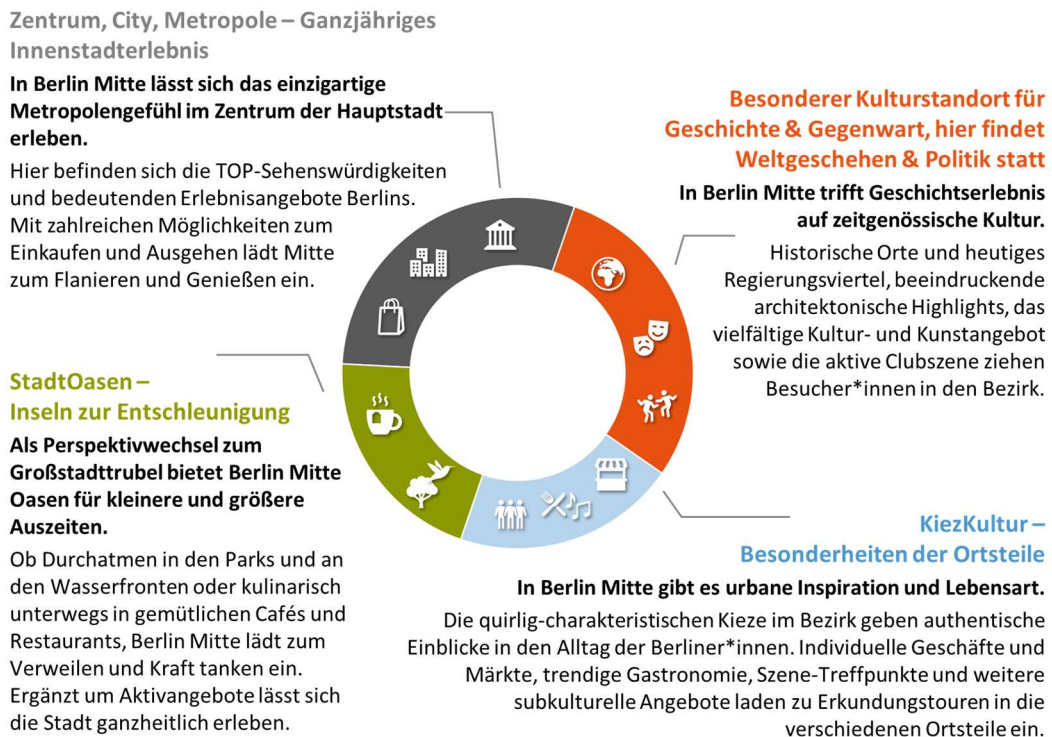 Zentrum, City, Metropole – Ganzjähriges
Innenstadterlebnis
In Berlin Mitte lässt sich das einzigartige
Metropolengefühl im Zentrum der Hauptstadt
erleben.
Hier befinden sich die TOP-Sehenswürdigkeiten
und bedeutenden Erlebnisangebote Berlins.
Mit zahlreichen Möglichkeiten zum
Einkaufen und Ausgehen lädt Mitte
zum Flanieren und Genießen ein.
Besonderer Kulturstandort für
Geschichte & Gegenwart, hier findet
Weltgeschehen & Politik statt
In Berlin Mitte trifft Geschichtserlebnis
auf zeitgenössische Kultur.
Historische Orte und heutiges
Regierungsviertel, beeindruckende
architektonische Highlights, das
vielfältige Kultur- und Kunstangebot
sowie die aktive Clubszene ziehen
Besucher*innen in den Bezirk.
StadtOasen –
Inseln zur Entschleunigung
Als Perspektivwechsel zum
Großstadttrubel bietet Berlin Mitte
Oasen für kleinere und größere
Auszeiten.
Ob Durchatmen in den Parks und an
den Wasserfronten oder kulinarisch
unterwegs in gemütlichen Cafés und
Restaurants, Berlin Mitte lädt zum
Verweilen und Kraft tanken ein.
Ergänzt um Aktivangebote lässt sich
die Stadt ganzheitlich erleben.
KiezKultur –
Besonderheiten der Ortsteile
In Berlin Mitte gibt es urbane Inspiration und Lebensart.
Die quirlig-charakteristischen Kieze im Bezirk geben authentische
Einblicke in den Alltag der Berliner*innen. Individuelle Geschäfte und
Märkte, trendige Gastronomie, Szene-Treffpunkte und weitere
subkulturelle Angebote laden zu Erkundungstouren in die
verschiedenen Ortsteile ein.